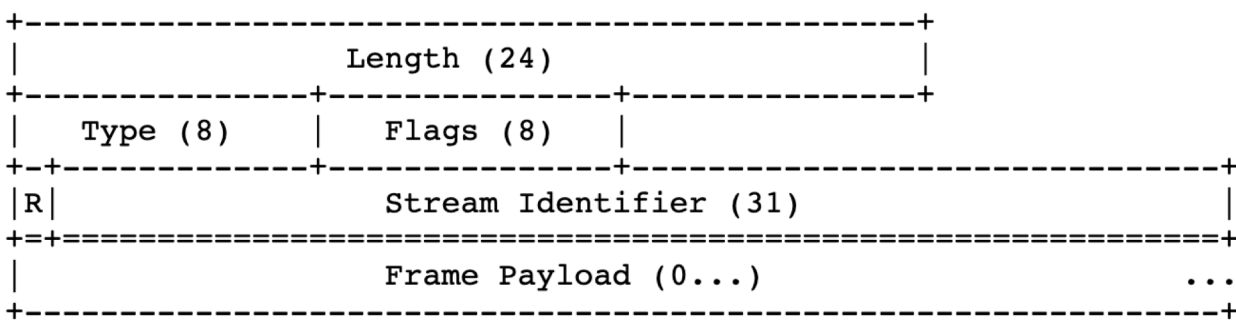 +-----------------------------------------------+
|                 Length (24)                   |
+---------------+---------------+---------------+
|   Type (8)    |   Flags (8)   |
+-+-------------+---------------+-------------------------------+
|R|                 Stream Identifier (31)                      |
+=+=============================================================+
|                   Frame Payload (0...)                      ...
+---------------------------------------------------------------+